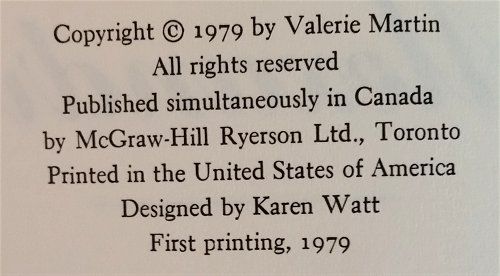 Copyright © 1979 by Valerie Martin
All rights reserved
Published simultaneously in Canada
by McGraw-Hill Ryerson Ltd., Toronto
Printed in the United States of America
Designed by Karen Watt
First printing, 1979